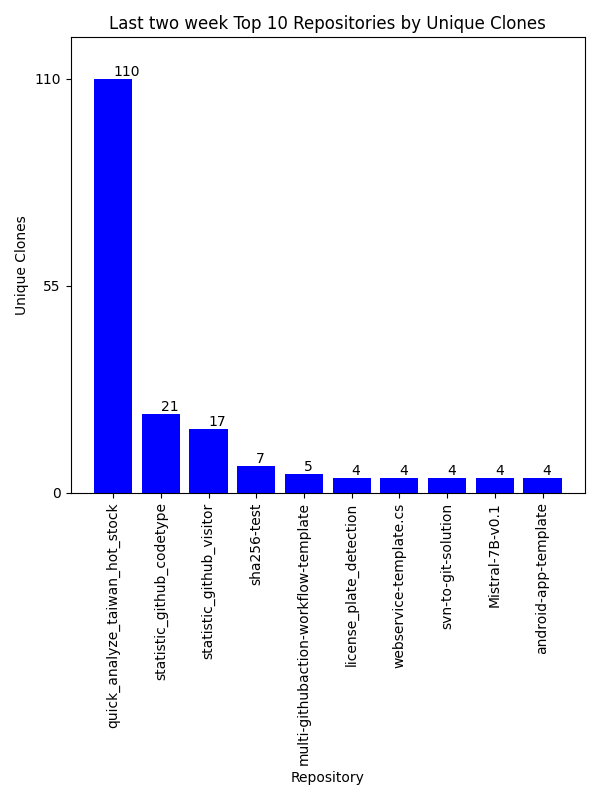 Last two week Top 10 Repositories by Unique Clones
110
55
0
Unique Clones
110
21
17
7
5
4
4
4
4
4
quick_analyze_taiwan_hot_stock
statistic_github_codetype
statistic_github_visitor
sha256-test
multi-githubaction-workflow-template
license_plate_detection
webservice-template.cs
svn-to-git-solution
Mistral-7B-v0.1
android-app-template
Repository